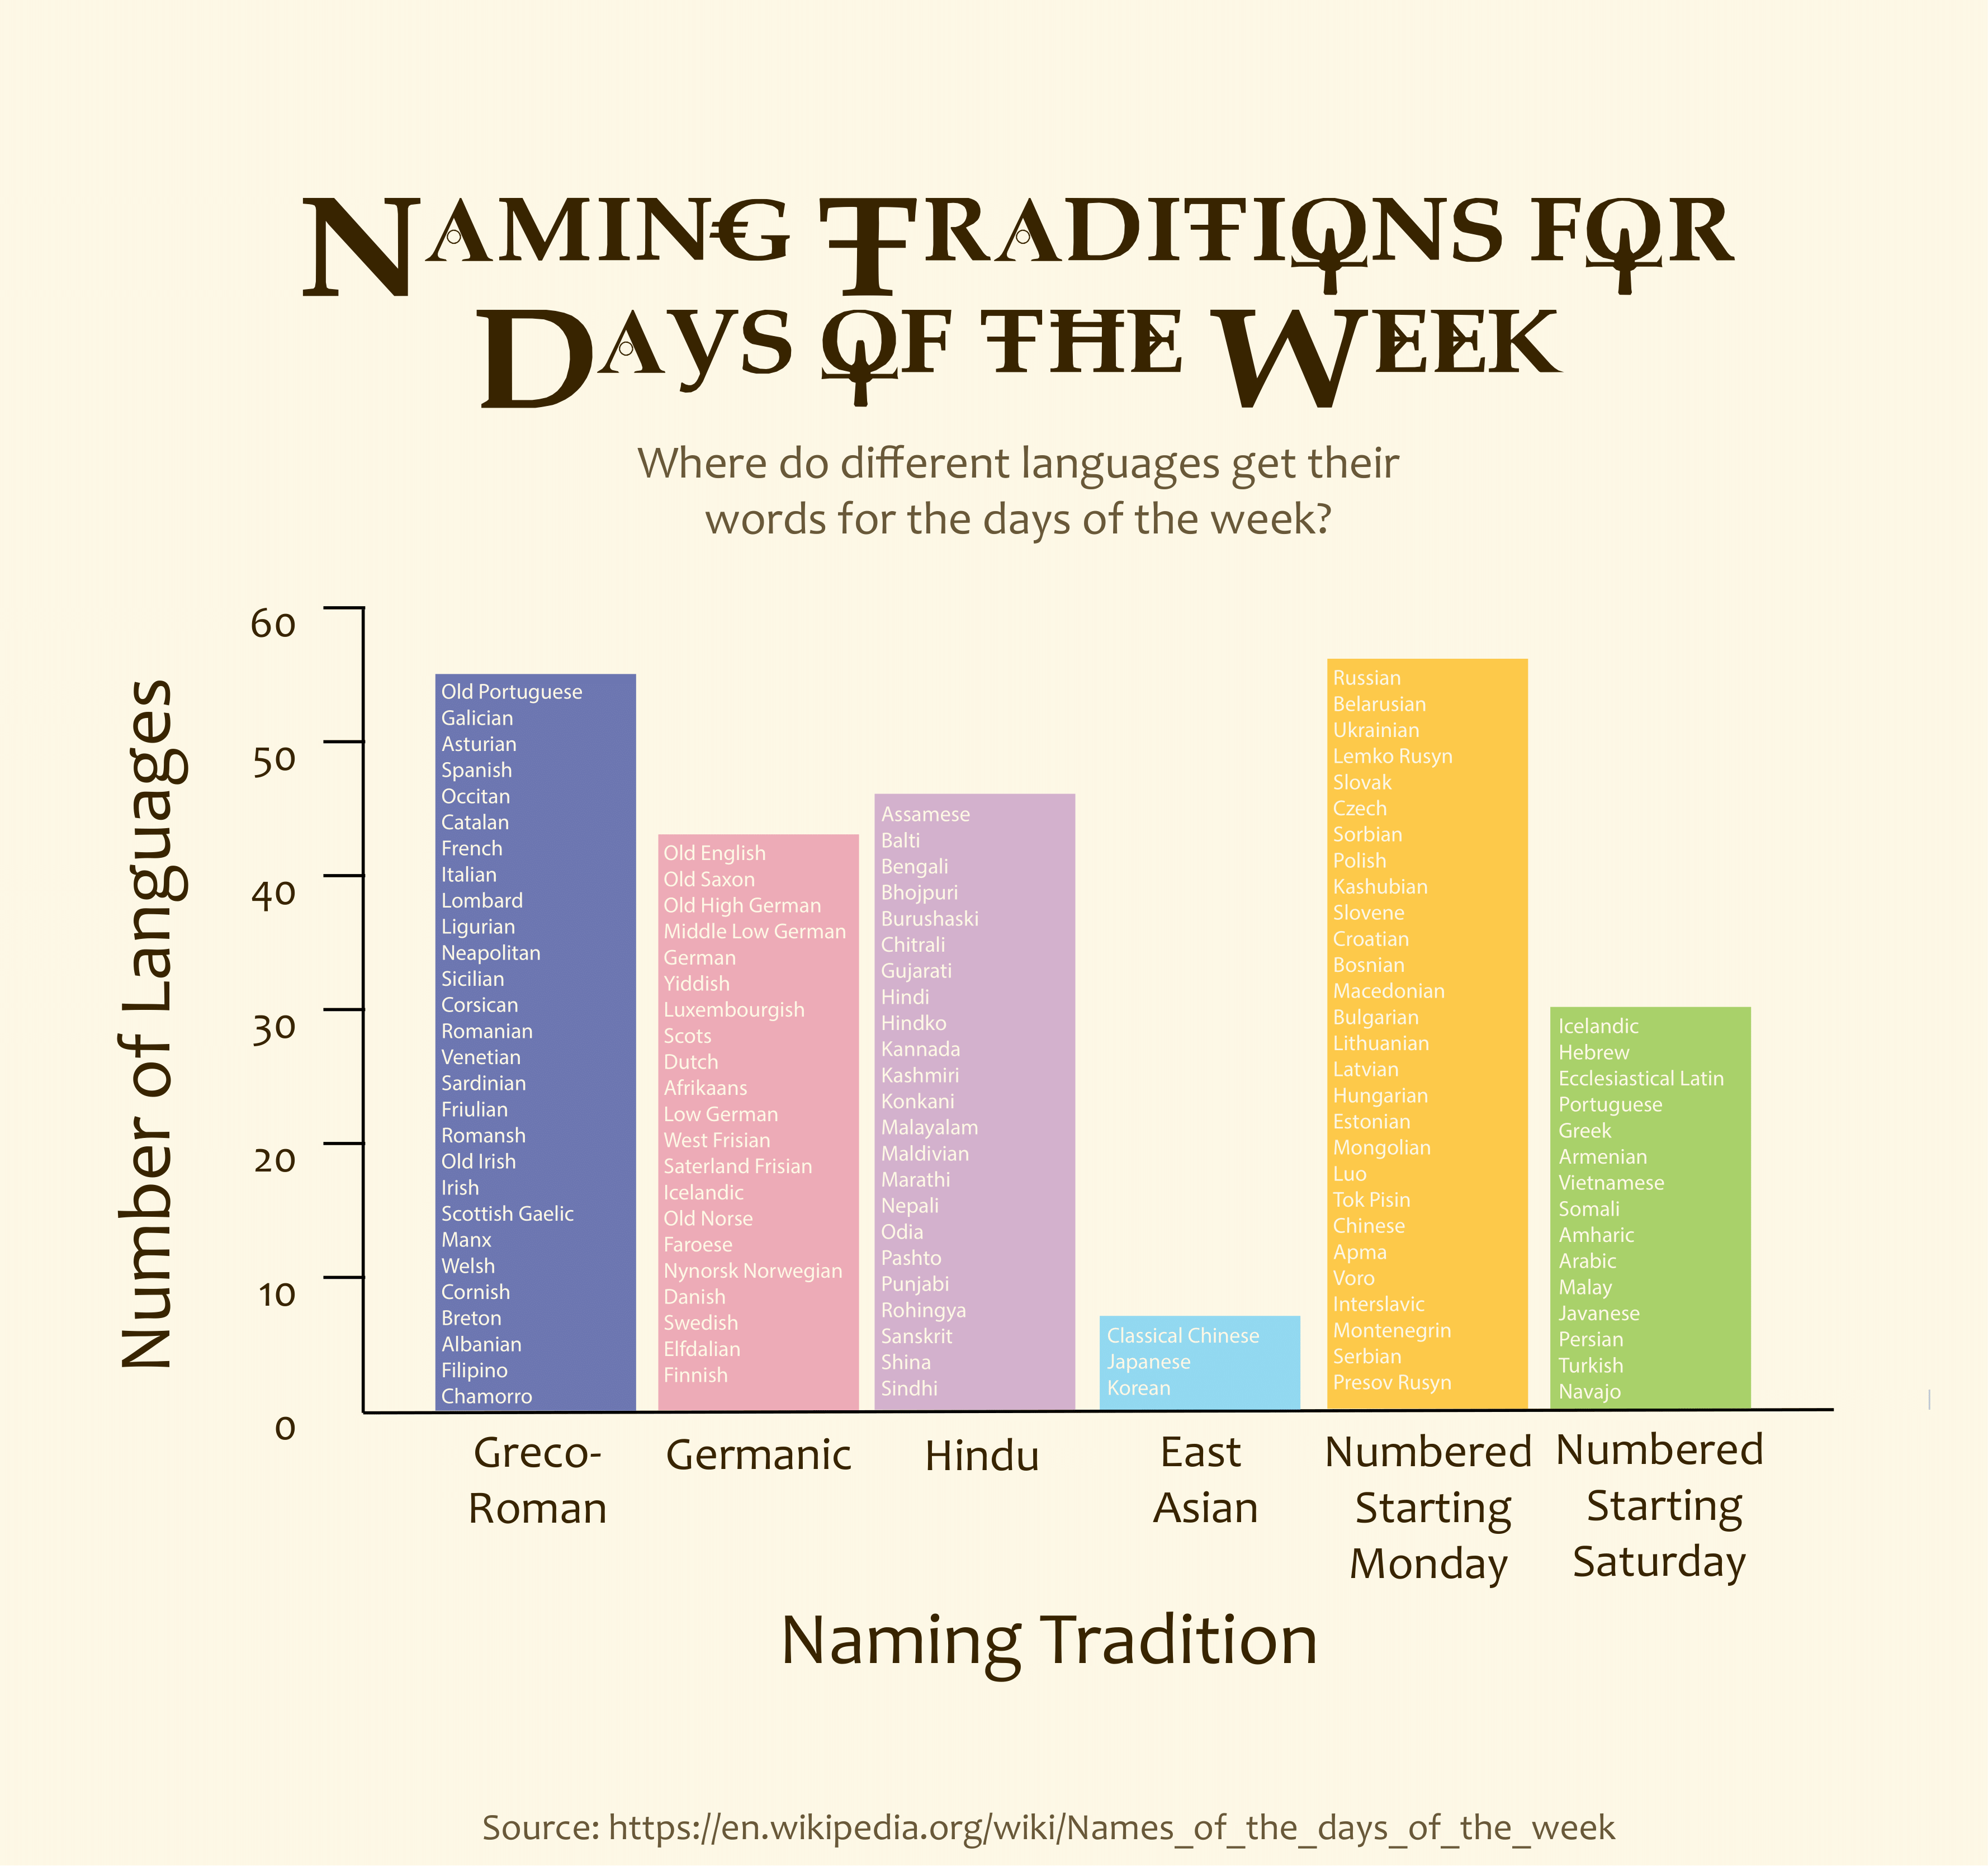 Naming Traditions for
Days of the Week
Where do different languages get their
words for the days of the week?
Number of Languages
60
50
40
30
20
10
0
Old Portuguese
Galician
Asturian
Spanish
Occitan
Catalan
French
Italian
Lombard
Ligurian
Neapolitan
Sicilian
Corsican
Romanian
Venetian
Sardinian
Friulian
Romansh
Old Irish
Irish
Scottish Gaelic
Manx
Welsh
Cornish
Breton
Albanian
Filipino
Chamorro
Old English
Old Saxon
Old High German
Middle Low German
German
Yiddish
Luxembourgish
Scots
Dutch
Afrikaans
Low German
West Frisian
Saterland Frisian
Icelandic
Old Norse
Faroese
Nynorsk Norwegian
Danish
Swedish
Elfdalian
Finnish
Assamese
Balti
Bengali
Bhojpuri
Burushaski
Chitrali
Gujarati
Hindi
Hindko
Kannada
Kashmiri
Konkani
Malayalam
Maldivian
Marathi
Nepali
Odia
Pashto
Punjabi
Rohingya
Sanskrit
Shina
Sindhi
Classical Chinese
Japanese
Korean
Russian
Belarusian
Ukrainian
Lemko Rusyn
Slovak
Czech
Sorbian
Polish
Kashubian
Slovene
Croatian
Bosnian
Macedonian
Bulgarian
Lithuanian
Latvian
Hungarian
Estonian
Mongolian
Luo
Tok Pisin
Chinese
Apma
Voro
Interslavic
Montenegrin
Serbian
Presov Rusyn
Icelandic
Hebrew
Ecclesiastical Latin
Portuguese
Greek
Armenian
Vietnamese
Somali
Amharic
Arabic
Malay
Javanese
Persian
Turkish
Navajo
Greco-
Roman
Germanic
Hindu
East
Asian
Numbered
Starting
Monday
Numbered
Starting
Saturday
Naming Tradition
Source: https://en.wikipedia.org/wiki/Names_of_the_days_of_the_week